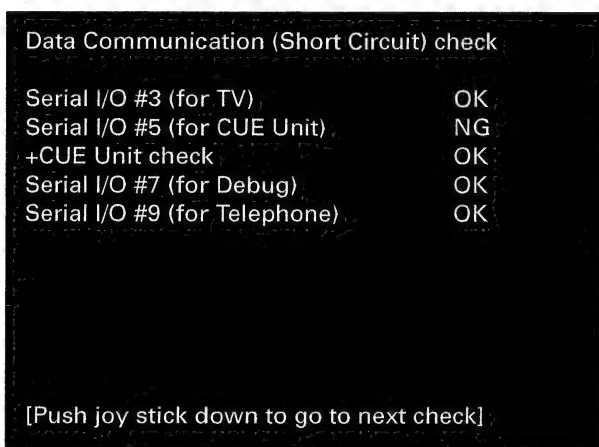 Data Communication (Short Circuit) check
Serial I/O #3 (for TV) OK
Serial I/O #5 (for CUE Unit) NG
+CUE Unit check OK
Serial I/O #7 (for Debug) OK
Serial I/O #9 (for Telephone) OK
[Push joy stick down to go to next check]